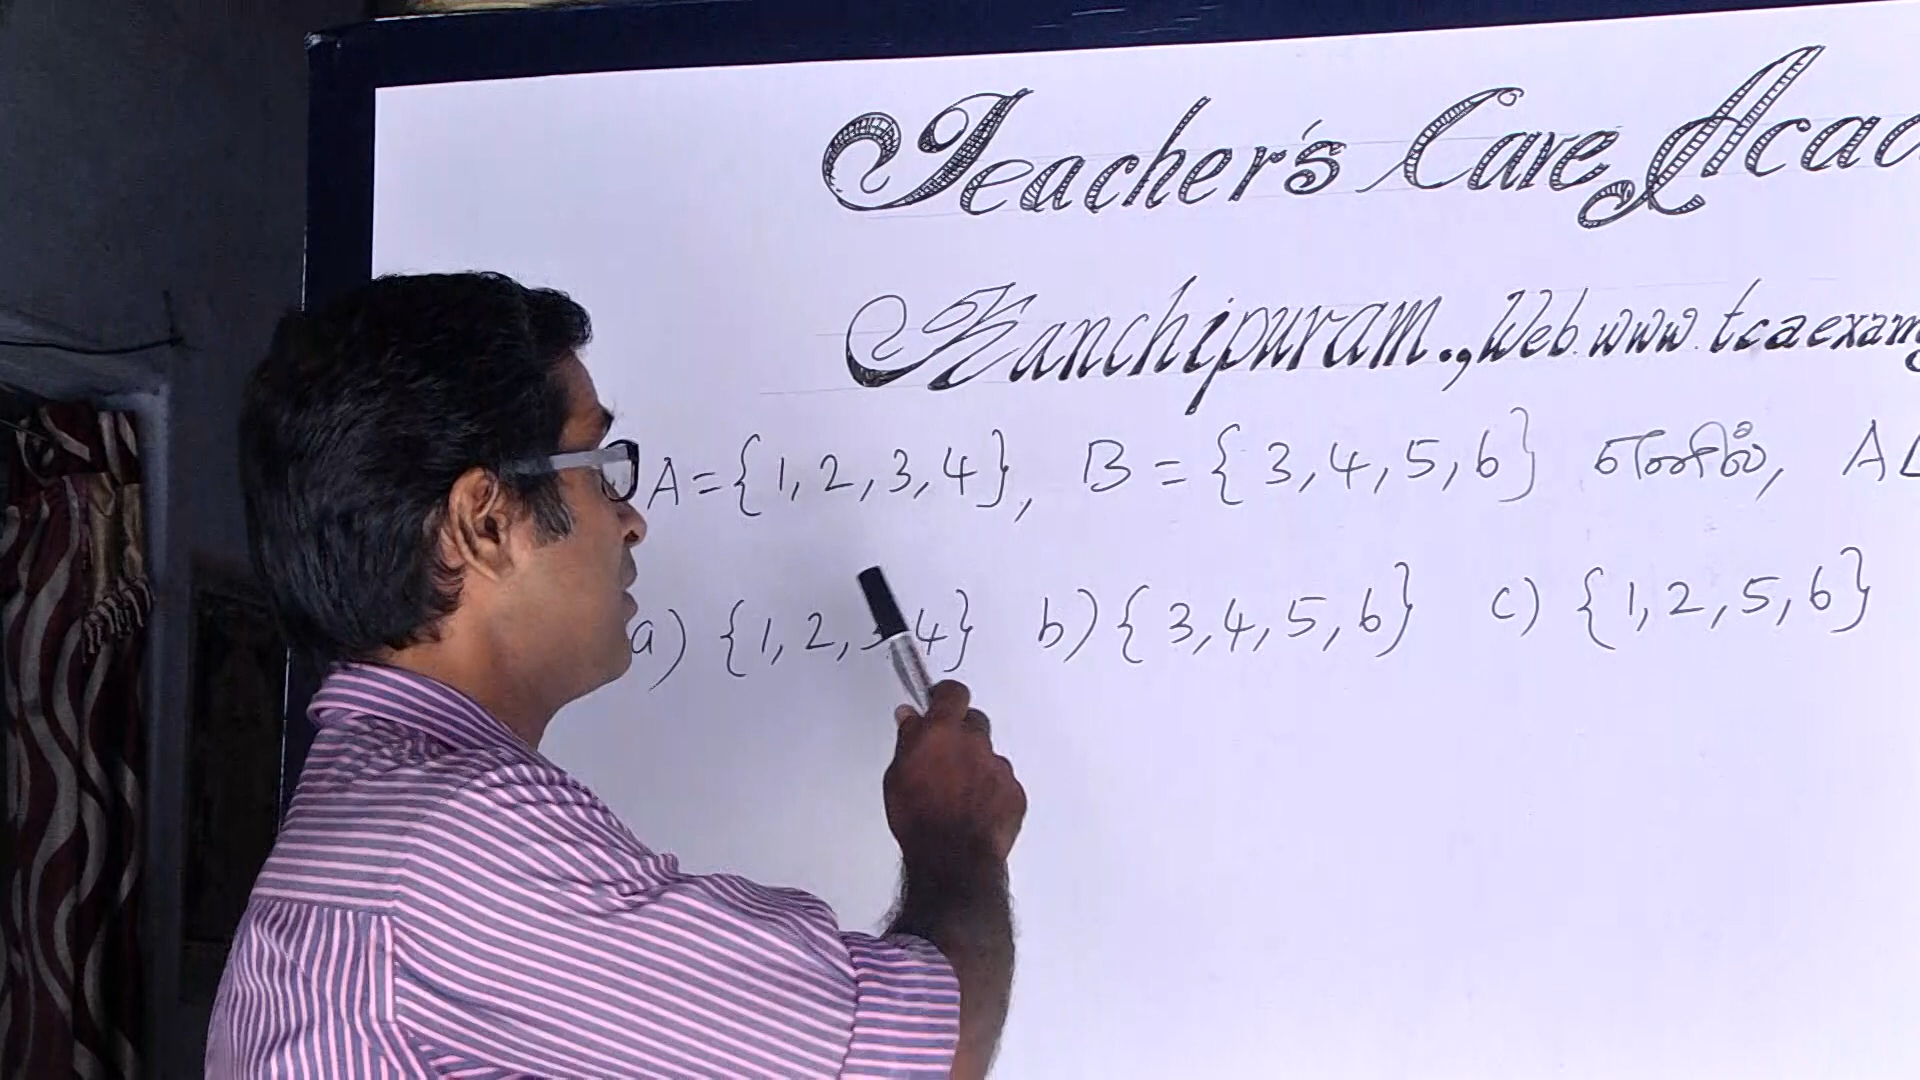 Teacher's Care Acad
Kanchipuram., Web. www.tcaexam
A={1,2,3,4}, B={3,4,5,6} எனில், A
a) {1,2,3,4} b) {3,4,5,6} c) {1,2,5,6}